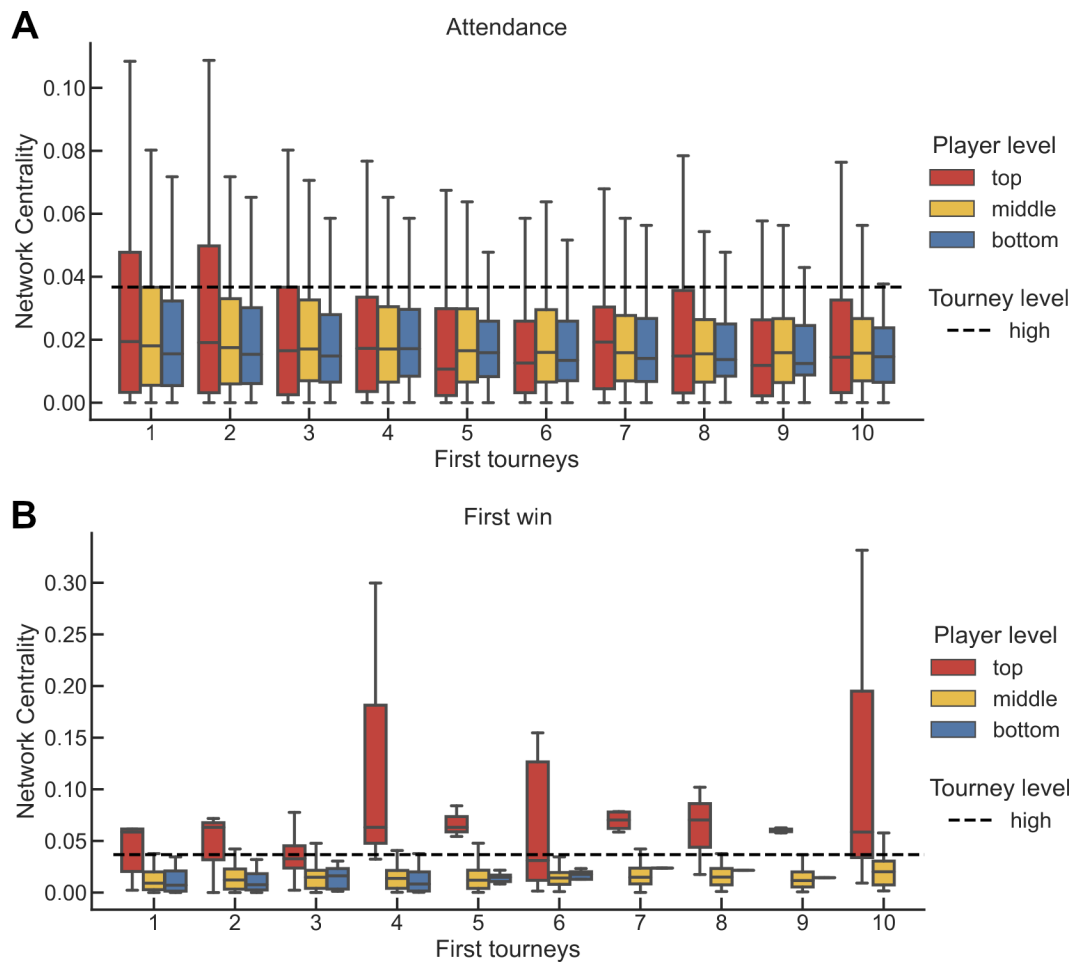 A
Attendance
Network Centrality
0.10
0.08
0.06
0.04
0.02
0.00
1 2 3 4 5 6 7 8 9 10
First tourneys
Player level
top
middle
bottom
Tourney level
high
B
First win
Network Centrality
0.30
0.25
0.20
0.15
0.10
0.05
0.00
1 2 3 4 5 6 7 8 9 10
First tourneys
Player level
top
middle
bottom
Tourney level
high